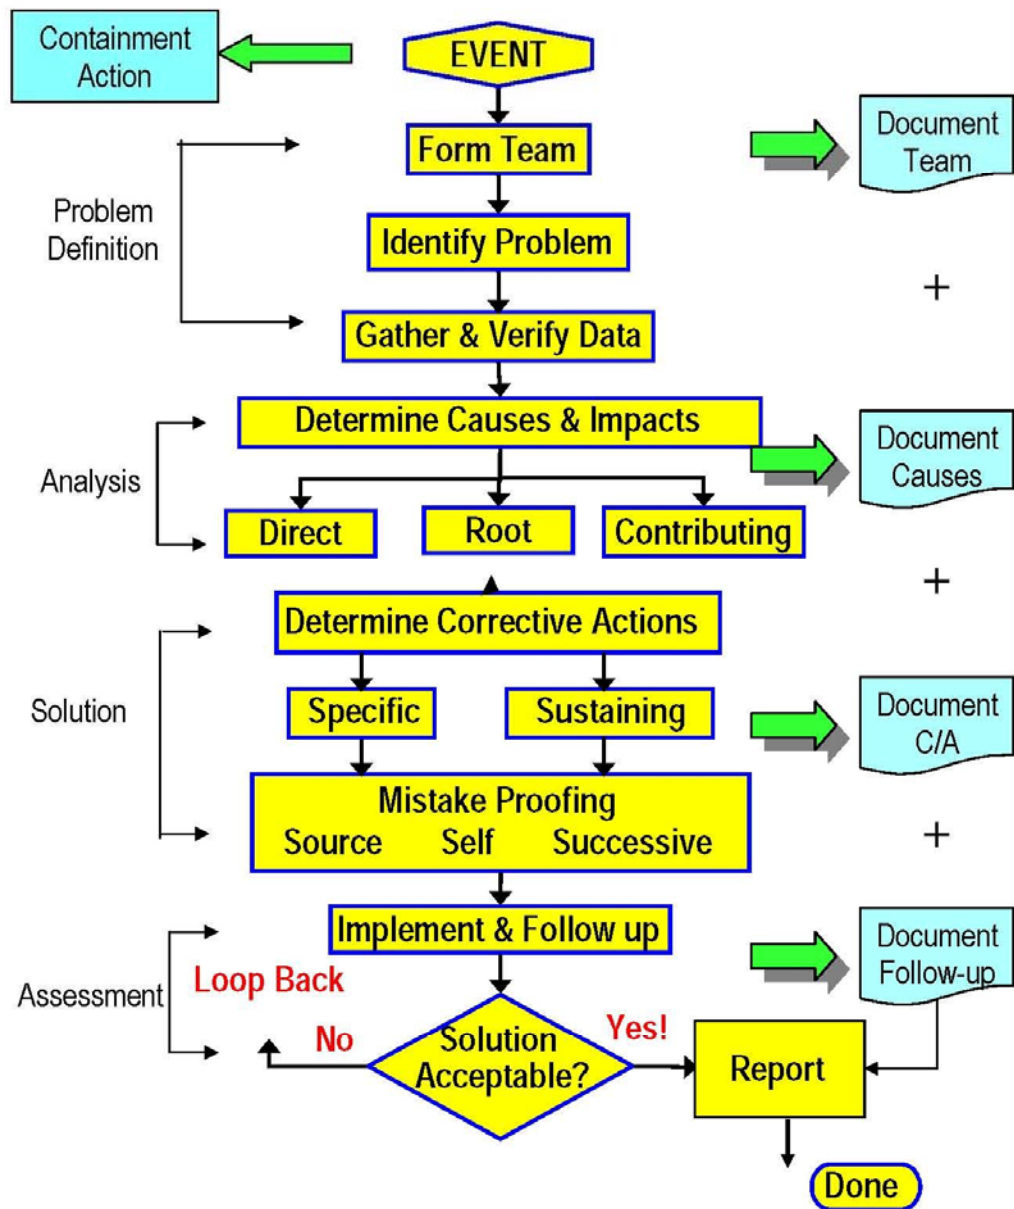 Containment
Action
EVENT
Form Team
Document
Team
Problem
Definition
Identify Problem
+
Gather & Verify Data
Determine Causes & Impacts
Document
Causes
Analysis
Direct
Root
Contributing
+
Determine Corrective Actions
Solution
Specific
Sustaining
Document
C/A
Mistake Proofing
Source Self Successive
+
Implement & Follow up
Document
Follow-up
Assessment
Loop Back
No
Solution
Acceptable?
Yes!
Report
Done